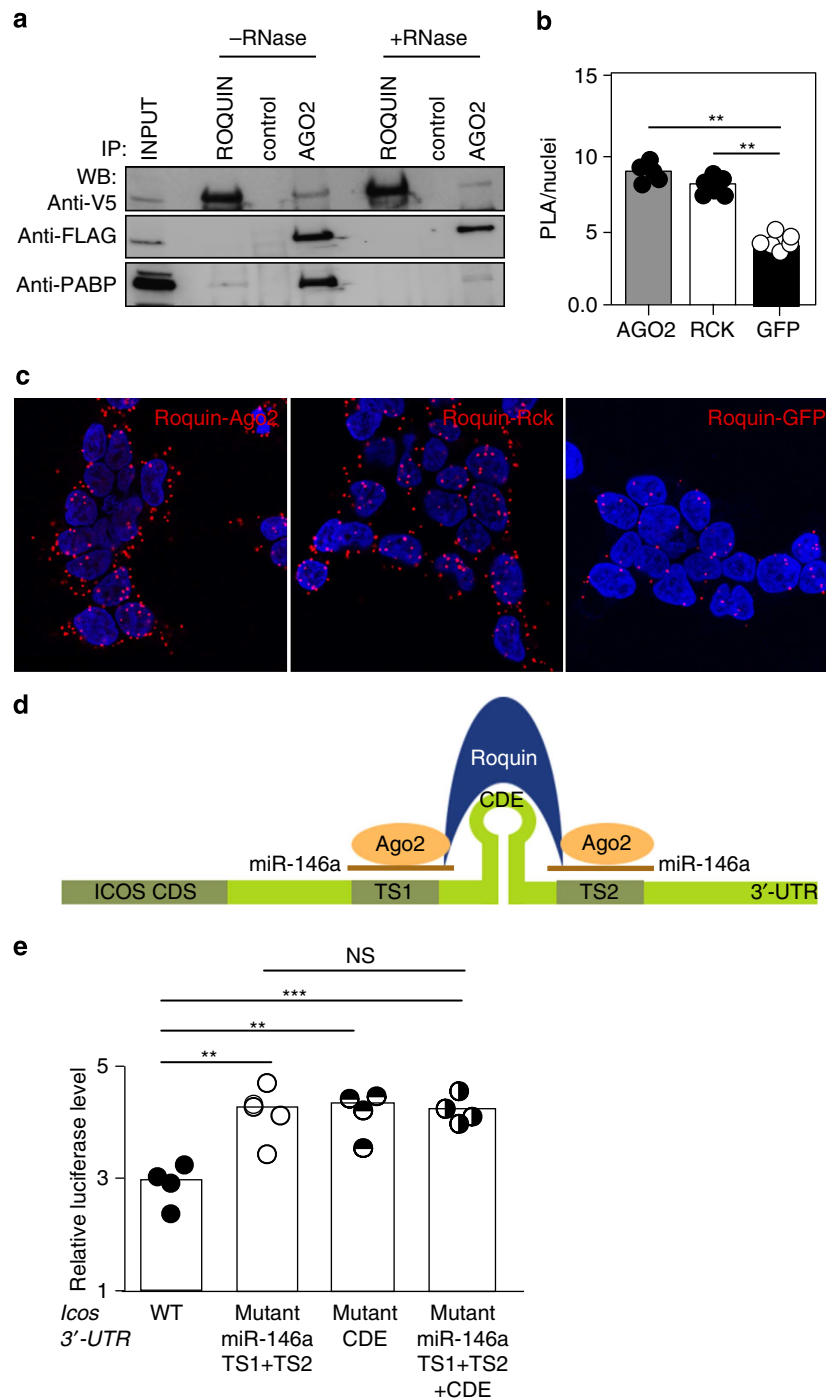 a
–RNase
+RNase
IP:
INPUT
ROQUIN
control
AGO2
ROQUIN
control
AGO2
WB:
Anti-V5
Anti-FLAG
Anti-PABP
b
15
10
5
0.0
PLA/nuclei
**
**
AGO2
RCK
GFP
c
Roquin-Ago2
Roquin-Rck
Roquin-GFP
d
Roquin
CDE
Ago2
Ago2
miR-146a
miR-146a
ICOS CDS
TS1
TS2
3′-UTR
e
NS
***
**
**
5
3
1
Relative luciferase level
Icos
3′-UTR
WT
Mutant
miR-146a
TS1+TS2
Mutant
CDE
Mutant
miR-146a
TS1+TS2
+CDE